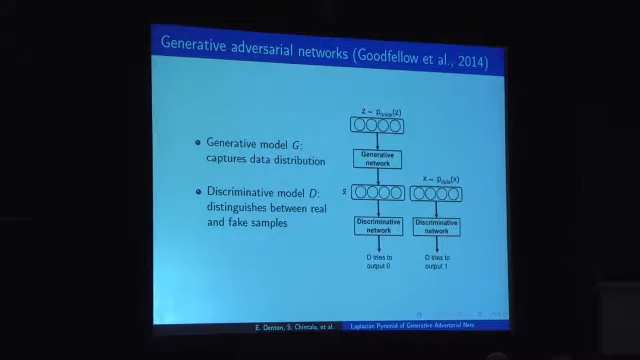 Generative adversarial networks (Goodfellow et al., 2014)
z ~ p_noise(z)
Generative model G:
captures data distribution
Generative
network
x̃
x ~ p_data(x)
Discriminative model D:
distinguishes between real
and fake samples
Discriminative
network
Discriminative
network
D tries to
output 0
D tries to
output 1
E. Denton, S. Chintala, et al.
Laplacian Pyramid of Generative Adversarial Nets